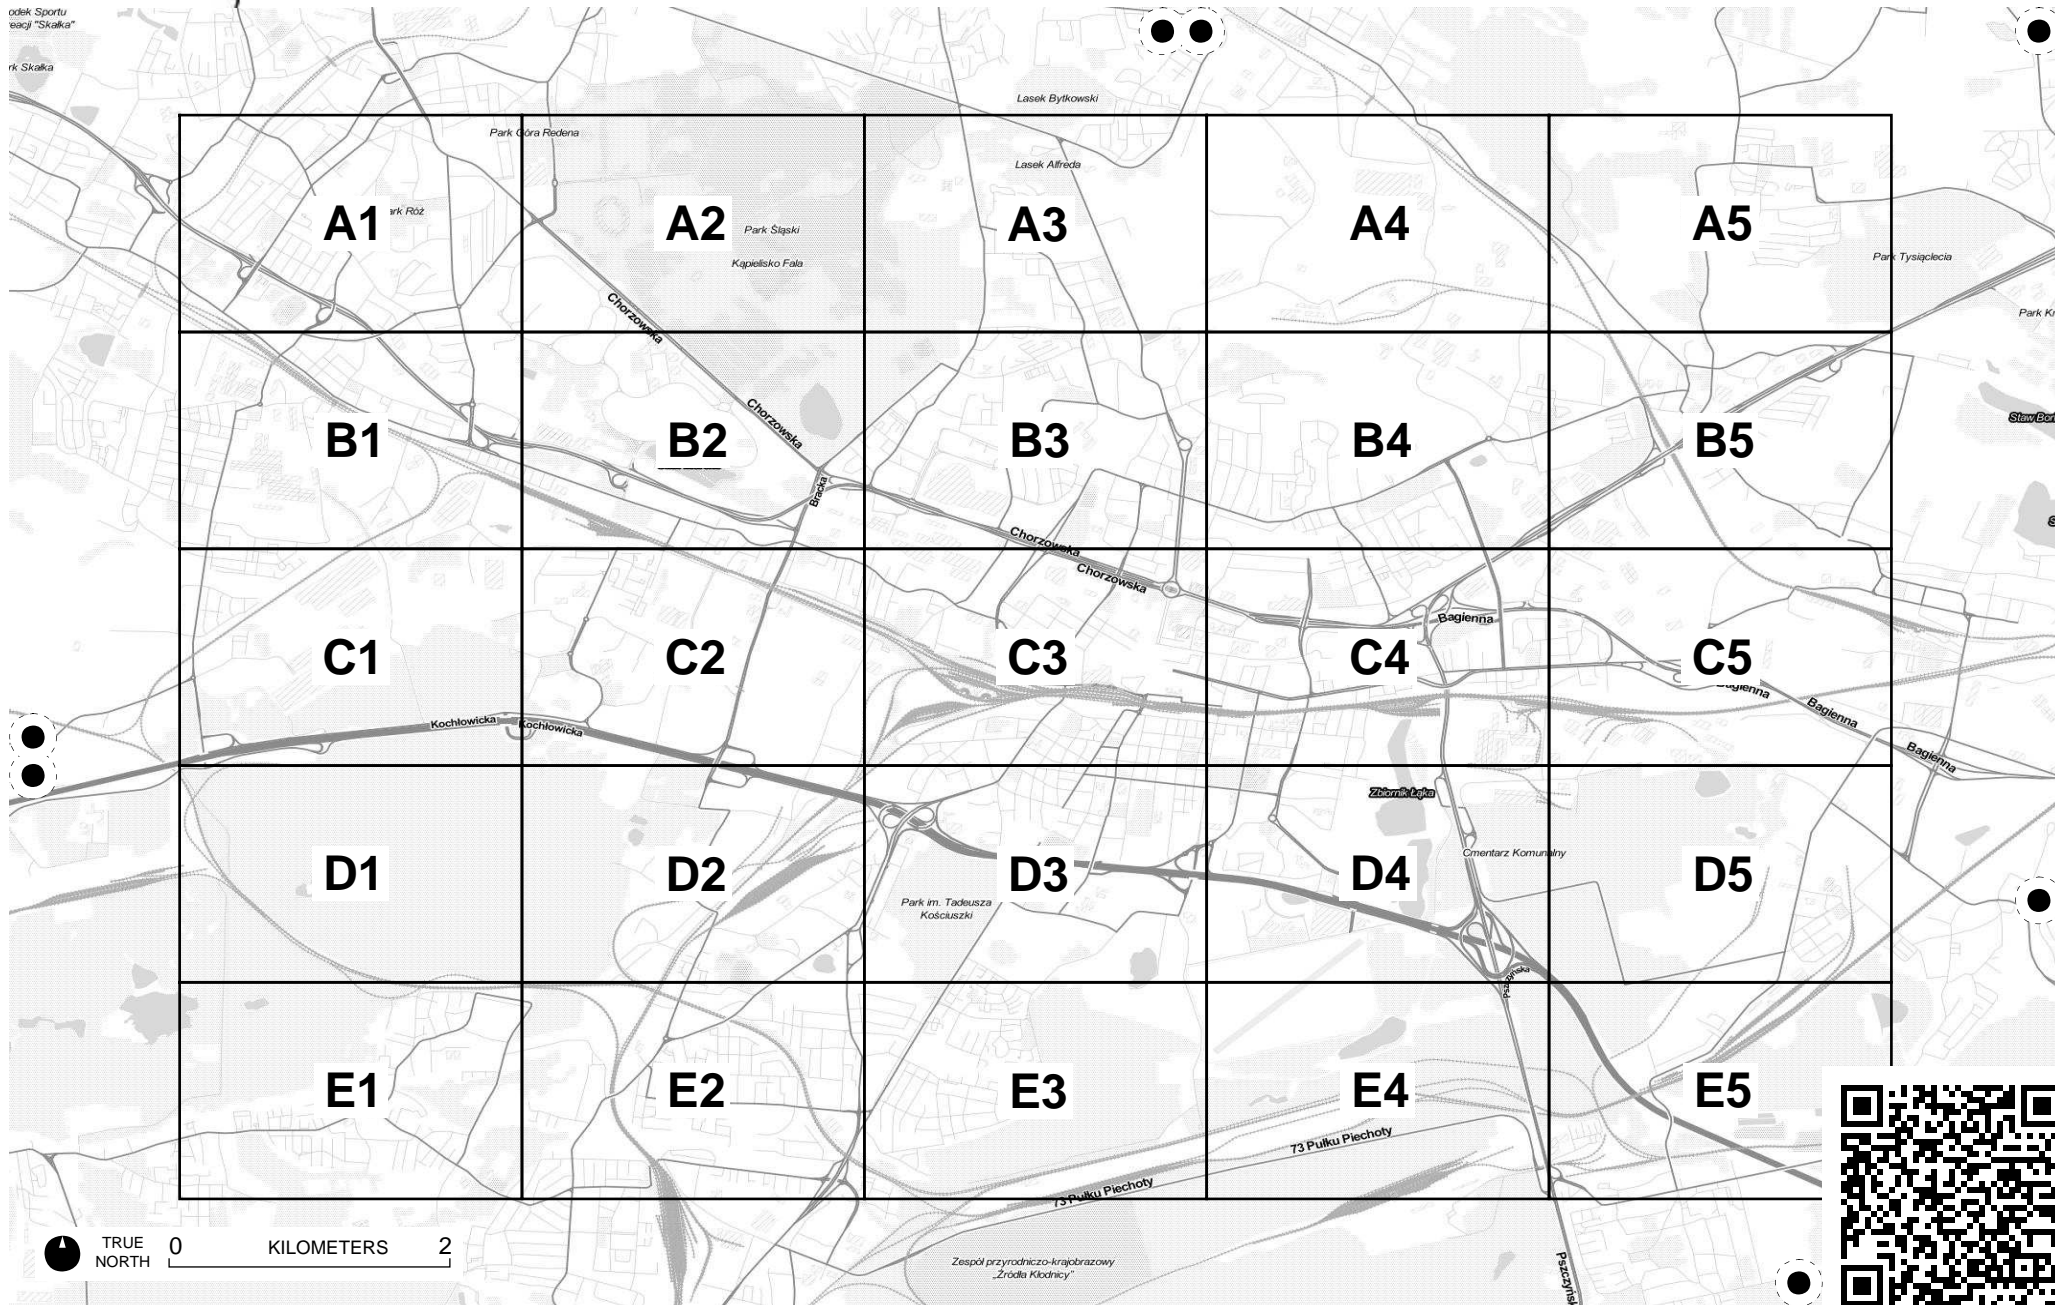 odek Sportu
eacji "Skałka"
rk Skałka
Lasek Bytkowski
Park Góra Redena
Lasek Alfreda
ark Róż
A1
A2
A3
A4
A5
Park Śląski
Kąpielisko Fala
Park Tysiąclecia
Park Kr
Chorzowska
Chorzowska
Staw Bor
B1
B2
B3
B4
B5
Bracka
Chorzowska
Chorzowska
Bagienna
C1
C2
C3
C4
C5
Bagienna
Bagienna
Bagienna
Kochłowicka
Kochłowicka
Zbiornik Łąka
Cmentarz Komunalny
D1
D2
D3
D4
D5
Park im. Tadeusza
Kościuszki
Pszczyńska
E1
E2
E3
E4
E5
73 Pułku Piechoty
73 Pułku Piechoty
TRUE
NORTH
0 KILOMETERS 2
Zespół przyrodniczo-krajobrazowy
„Źródła Kłodnicy"
Pszczyńsk